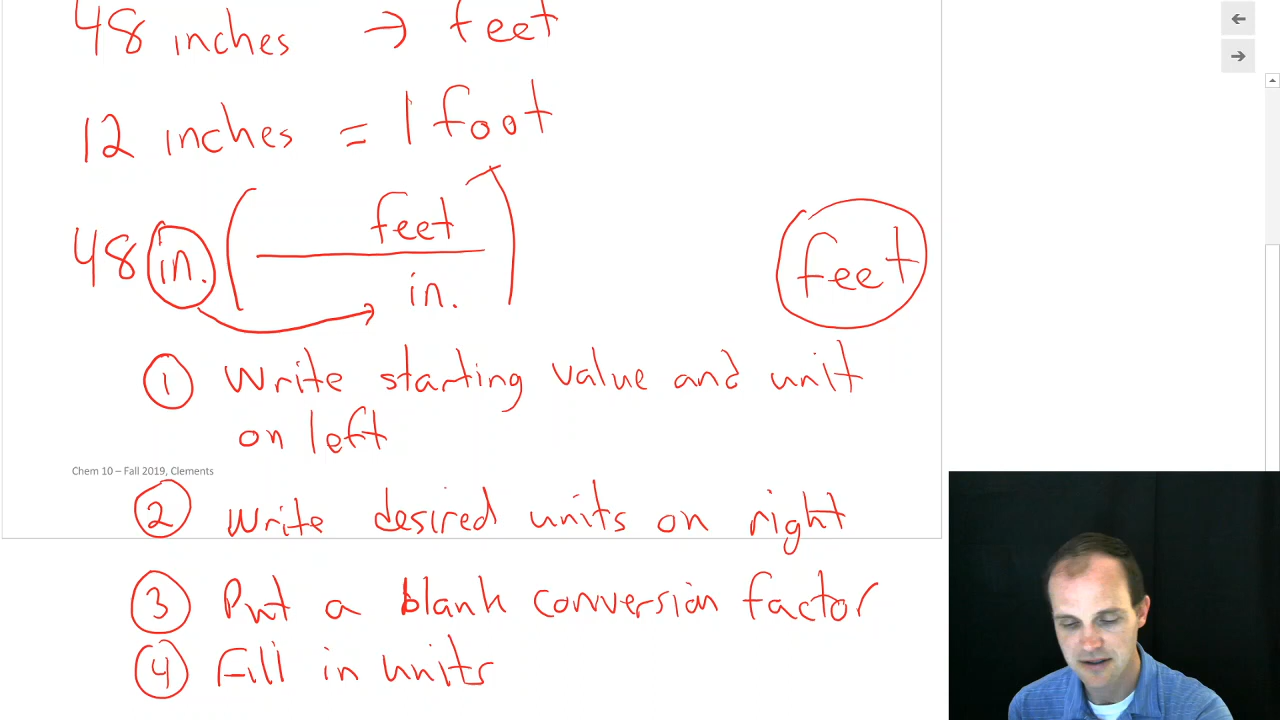 48 inches → feet
12 inches = 1 foot
48 in. ( feet / in. ) feet
① Write starting value and unit
on left
Chem 10 – Fall 2019, Clements
② Write desired units on right
③ Put a blank conversion factor
④ Fill in units